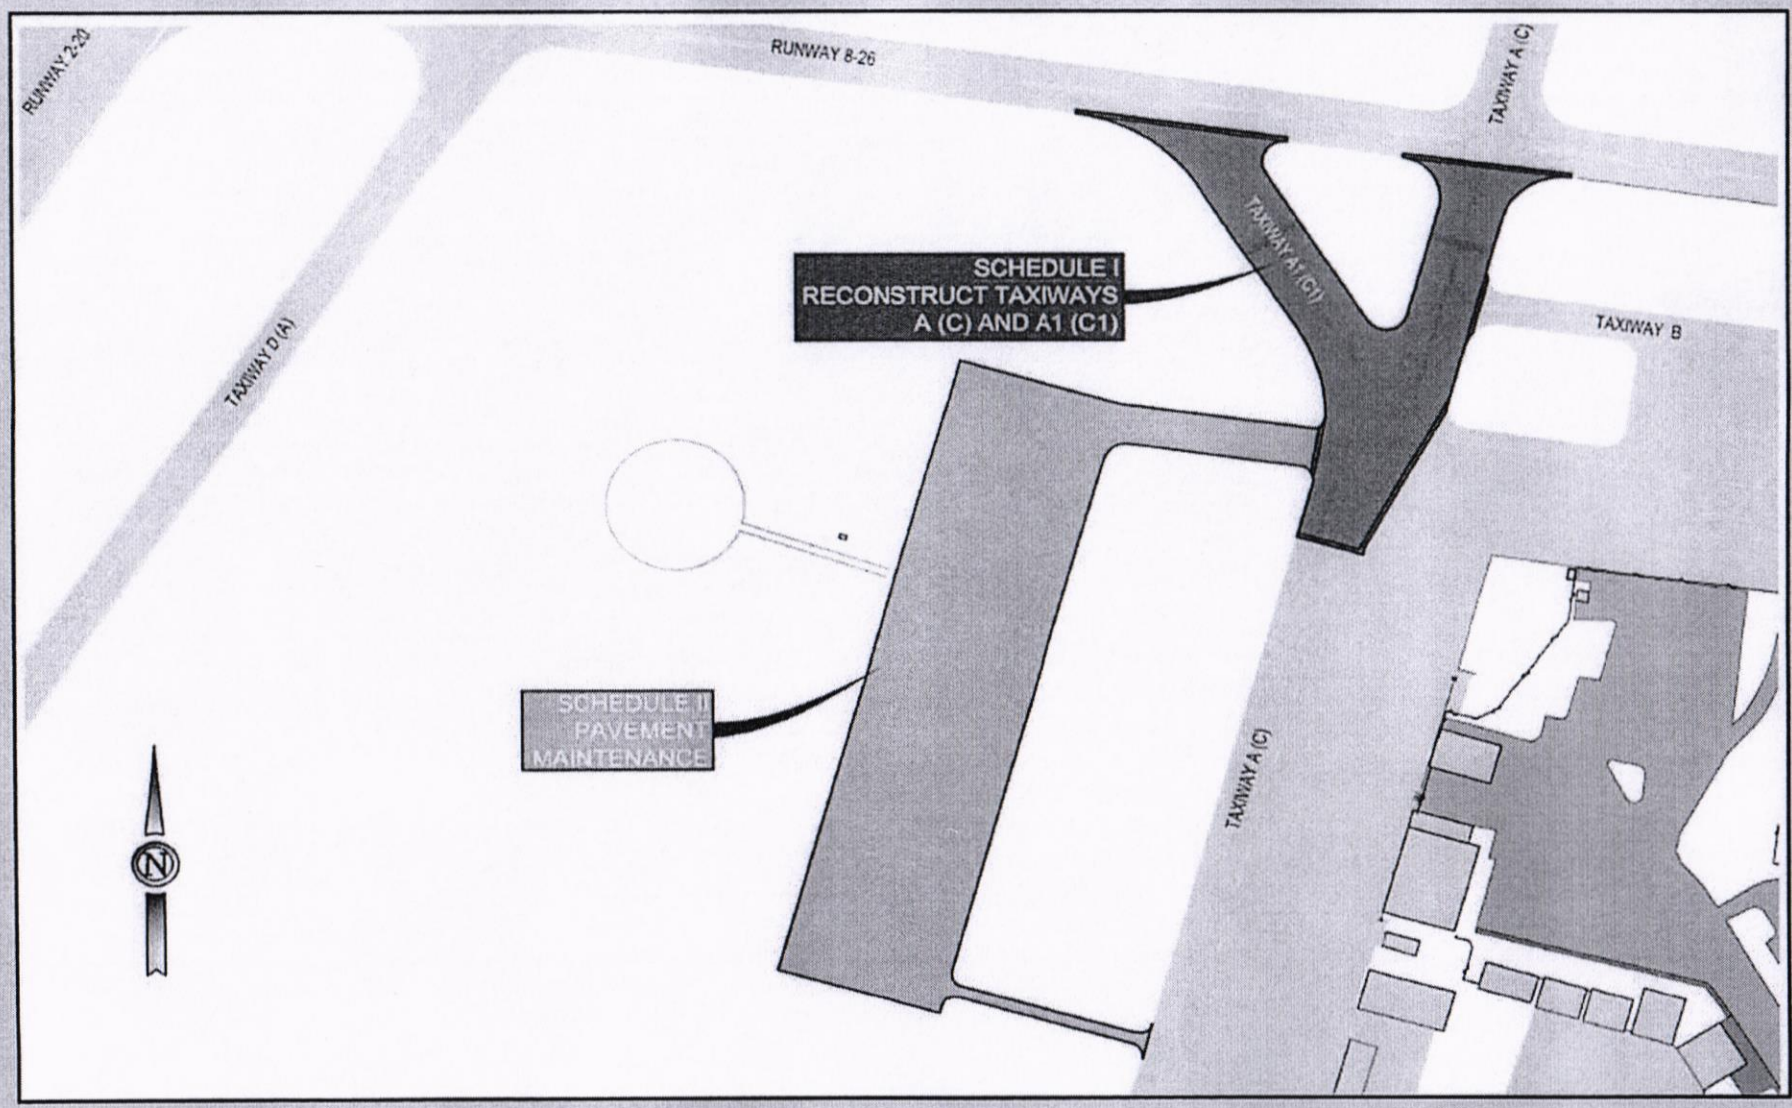 RUNWAY 2-20
RUNWAY 8-26
TAXIWAY A (C)
TAXIWAY A1 (C1)
SCHEDULE I
RECONSTRUCT TAXIWAYS
A (C) AND A1 (C1)
TAXIWAY B
TAXIWAY D (A)
SCHEDULE II
PAVEMENT
MAINTENANCE
TAXIWAY A (C)
N